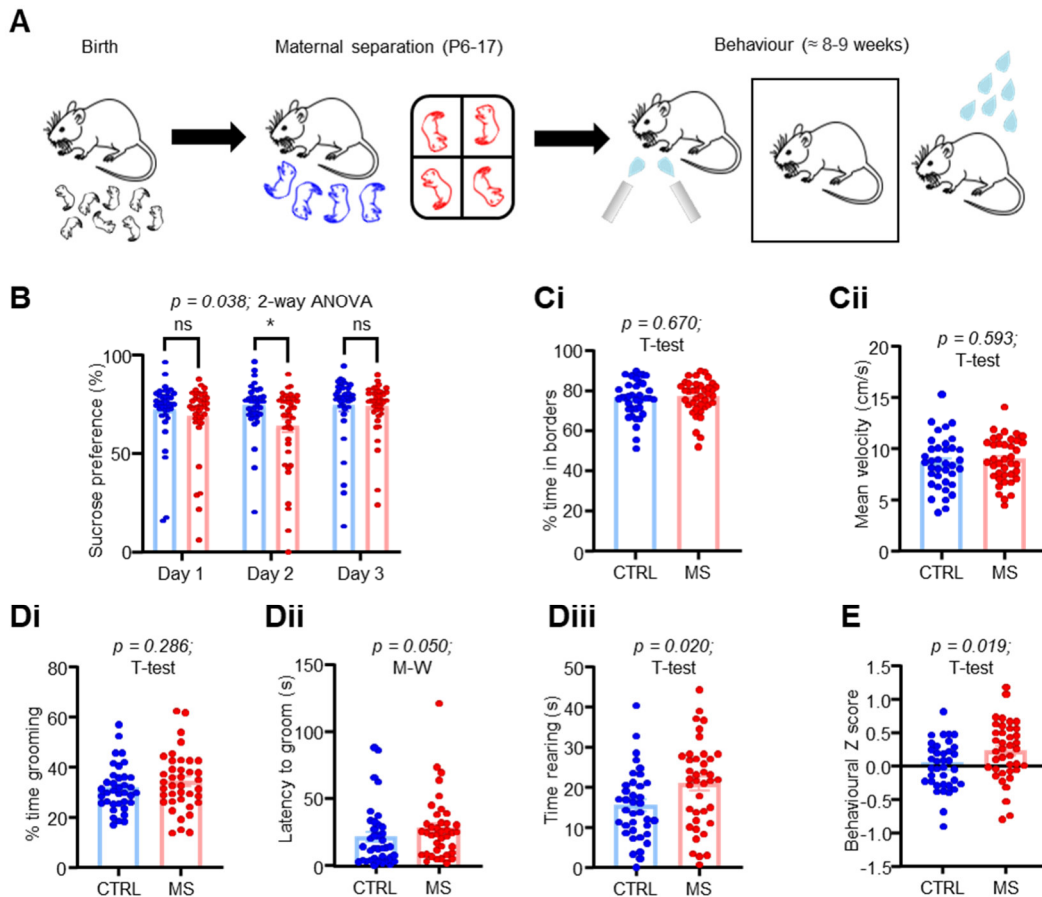 A
Birth
Maternal separation (P6-17)
Behaviour (≈ 8-9 weeks)
B
p = 0.038; 2-way ANOVA
ns
*
ns
Sucrose preference (%)
100
50
0
Day 1
Day 2
Day 3
Ci
p = 0.670;
T-test
% time in borders
100
80
60
40
20
0
CTRL
MS
Cii
p = 0.593;
T-test
Mean velocity (cm/s)
20
15
10
5
0
CTRL
MS
Di
p = 0.286;
T-test
% time grooming
80
60
40
20
0
CTRL
MS
Dii
p = 0.050;
M-W
Latency to groom (s)
150
100
50
0
CTRL
MS
Diii
p = 0.020;
T-test
Time rearing (s)
50
40
30
20
10
0
CTRL
MS
E
p = 0.019;
T-test
Behavioural Z score
1.5
1.0
0.5
0.0
-0.5
-1.0
-1.5
CTRL
MS